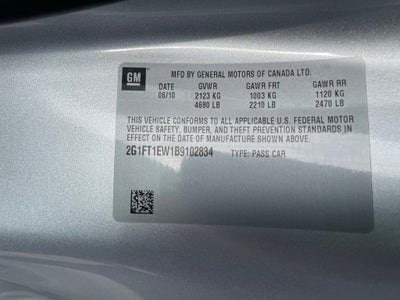 GM
MFD BY GENERAL MOTORS OF CANADA LTD.
DATE GVWR GAWR FRT GAWR RR
06/10 2123 KG 1003 KG 1120 KG
4680 LB 2210 LB 2470 LB
THIS VEHICLE CONFORMS TO ALL APPLICABLE U.S. FEDERAL MOTOR
VEHICLE SAFETY, BUMPER, AND THEFT PREVENTION STANDARDS IN
EFFECT ON THE DATE OF MANUFACTURE SHOWN ABOVE.
2G1FT1EW1B9102834 TYPE: PASS CAR